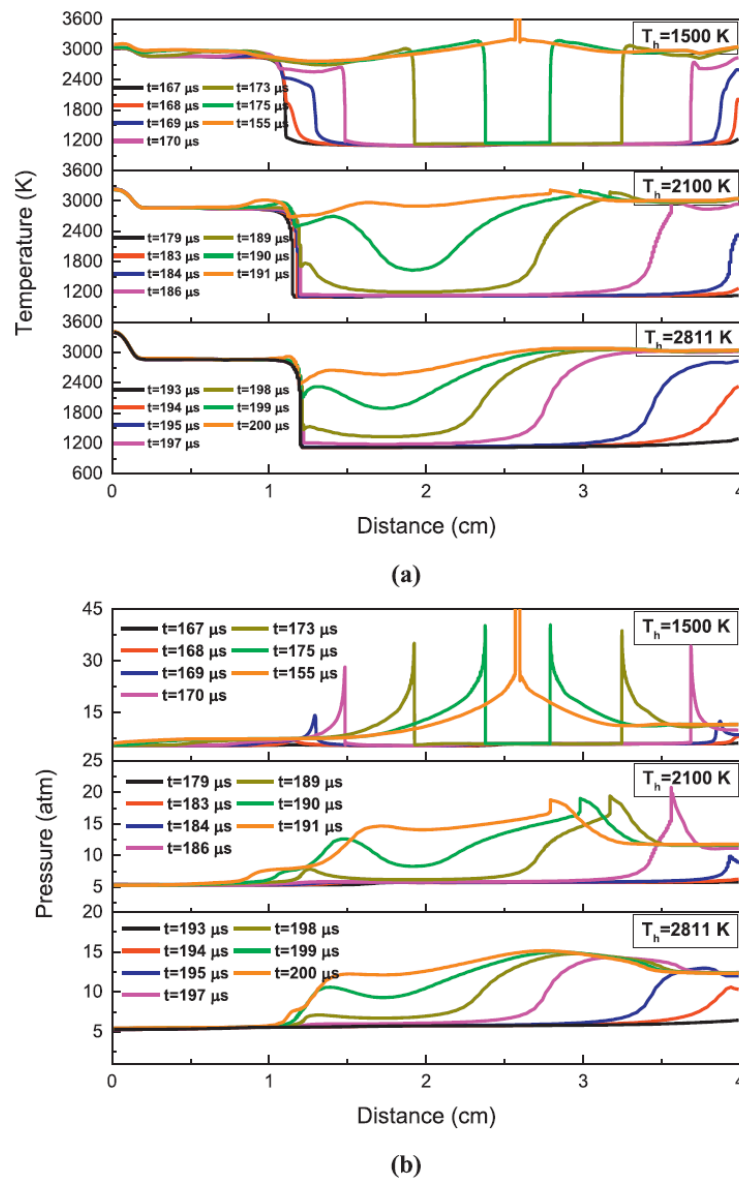 3600
T_h=1500 K
3000
2400
t=167 μs t=173 μs
t=168 μs t=175 μs
1800
t=169 μs t=155 μs
1200
t=170 μs
3600
T_h=2100 K
3000
2400
t=179 μs t=189 μs
t=183 μs t=190 μs
1800
t=184 μs t=191 μs
1200
t=186 μs
3600
T_h=2811 K
3000
2400
t=193 μs t=198 μs
t=194 μs t=199 μs
1800
t=195 μs t=200 μs
1200
t=197 μs
600
Temperature (K)
0 1 2 3 4
Distance (cm)
(a)
45
t=167 μs t=173 μs T_h=1500 K
t=168 μs t=175 μs
30
t=169 μs t=155 μs
t=170 μs
15
25
t=179 μs t=189 μs T_h=2100 K
20
t=183 μs t=190 μs
15
t=184 μs t=191 μs
10
t=186 μs
5
20
t=193 μs t=198 μs T_h=2811 K
15
t=194 μs t=199 μs
t=195 μs t=200 μs
10
t=197 μs
5
Pressure (atm)
0 1 2 3 4
Distance (cm)
(b)